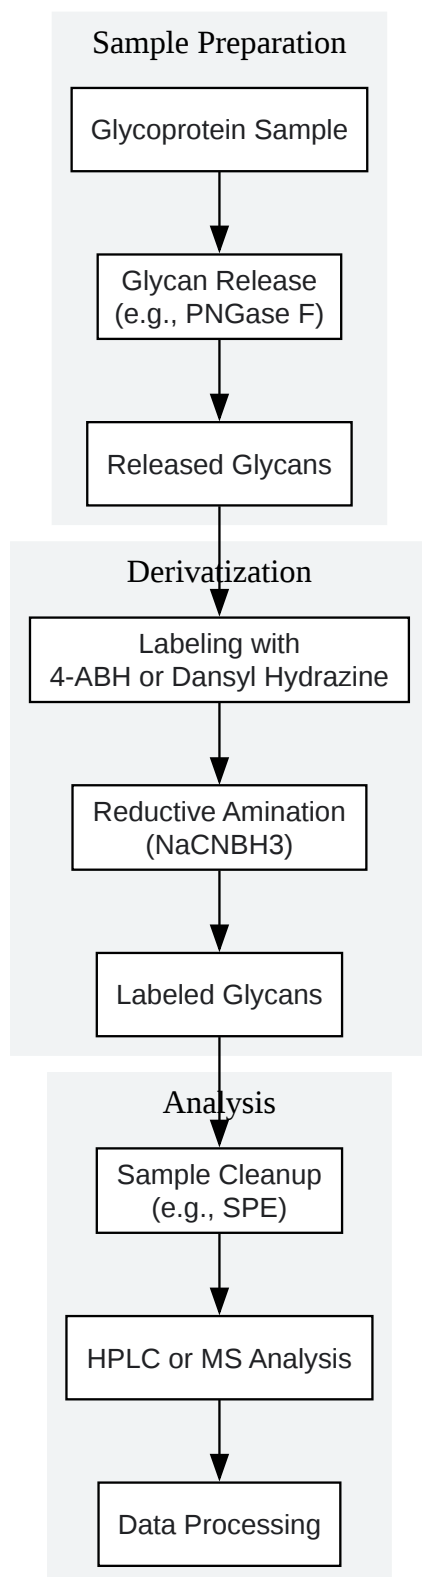 Sample Preparation
Glycoprotein Sample
Glycan Release
(e.g., PNGase F)
Released Glycans
Derivatization
Labeling with
4-ABH or Dansyl Hydrazine
Reductive Amination
(NaCNBH3)
Labeled Glycans
Analysis
Sample Cleanup
(e.g., SPE)
HPLC or MS Analysis
Data Processing